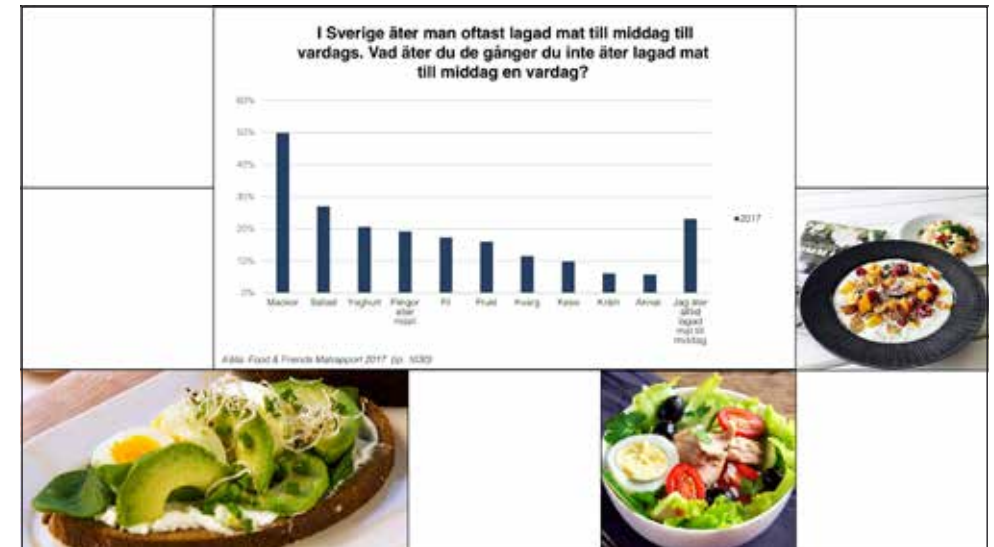 I Sverige äter man oftast lagad mat till middag till
vardags. Vad äter du de gånger du inte äter lagad mat
till middag en vardag?
60%
50%
40%
30%
20%
10%
0%
2017
Mackor Sallad Yoghurt Flingor Fil Frukt Kvarg Keso Kräm Annat Jag äter
eller alltid
müsli lagad
mat till
middag
Källa: Food & Friends Matrapport 2017